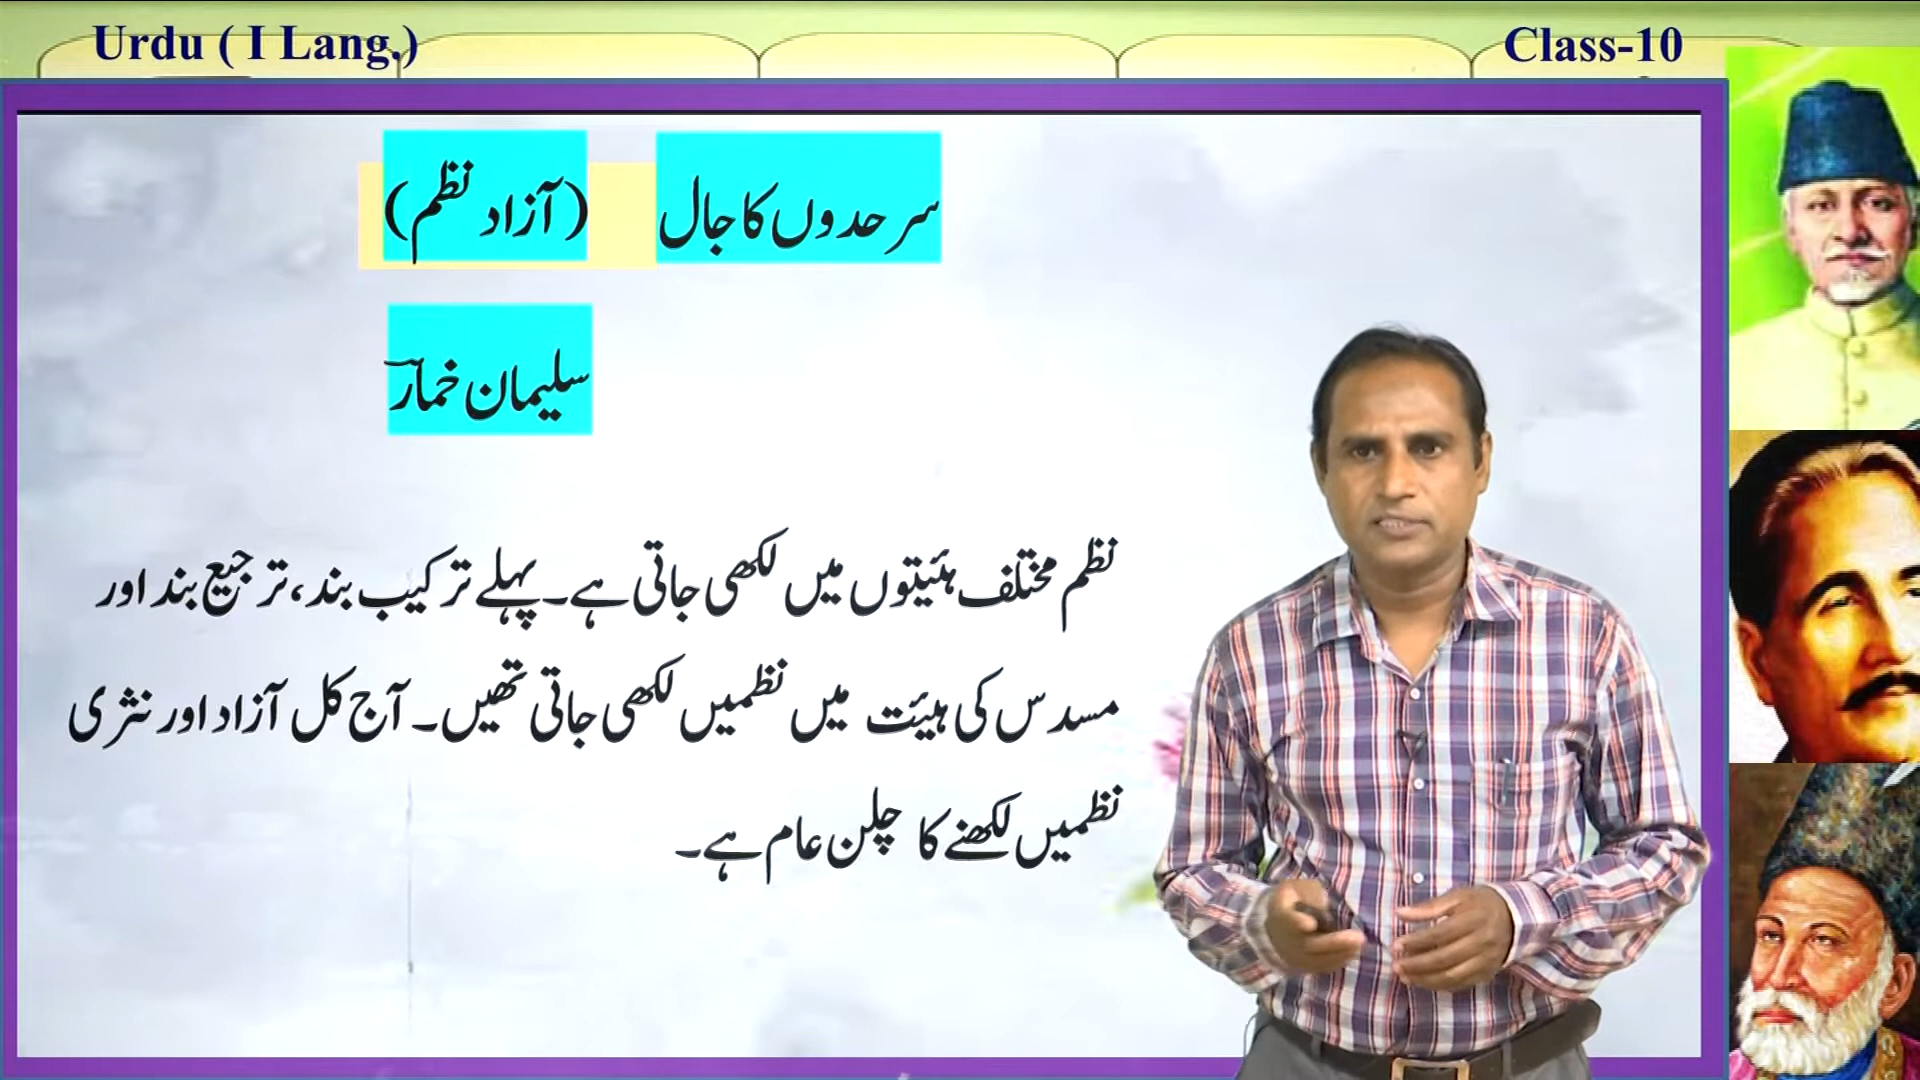 Urdu ( I Lang.)
Class-10
سرحدوں کا جال (آزاد نظم)
سلیمان خمارؔ
نظم مختلف ہئیتوں میں لکھی جاتی ہے۔ پہلے ترکیب بند، ترجیع بند اور
مسدس کی ہیئت میں نظمیں لکھی جاتی تھیں۔ آج کل آزاد اور نثری
نظمیں لکھنے کا چلن عام ہے۔